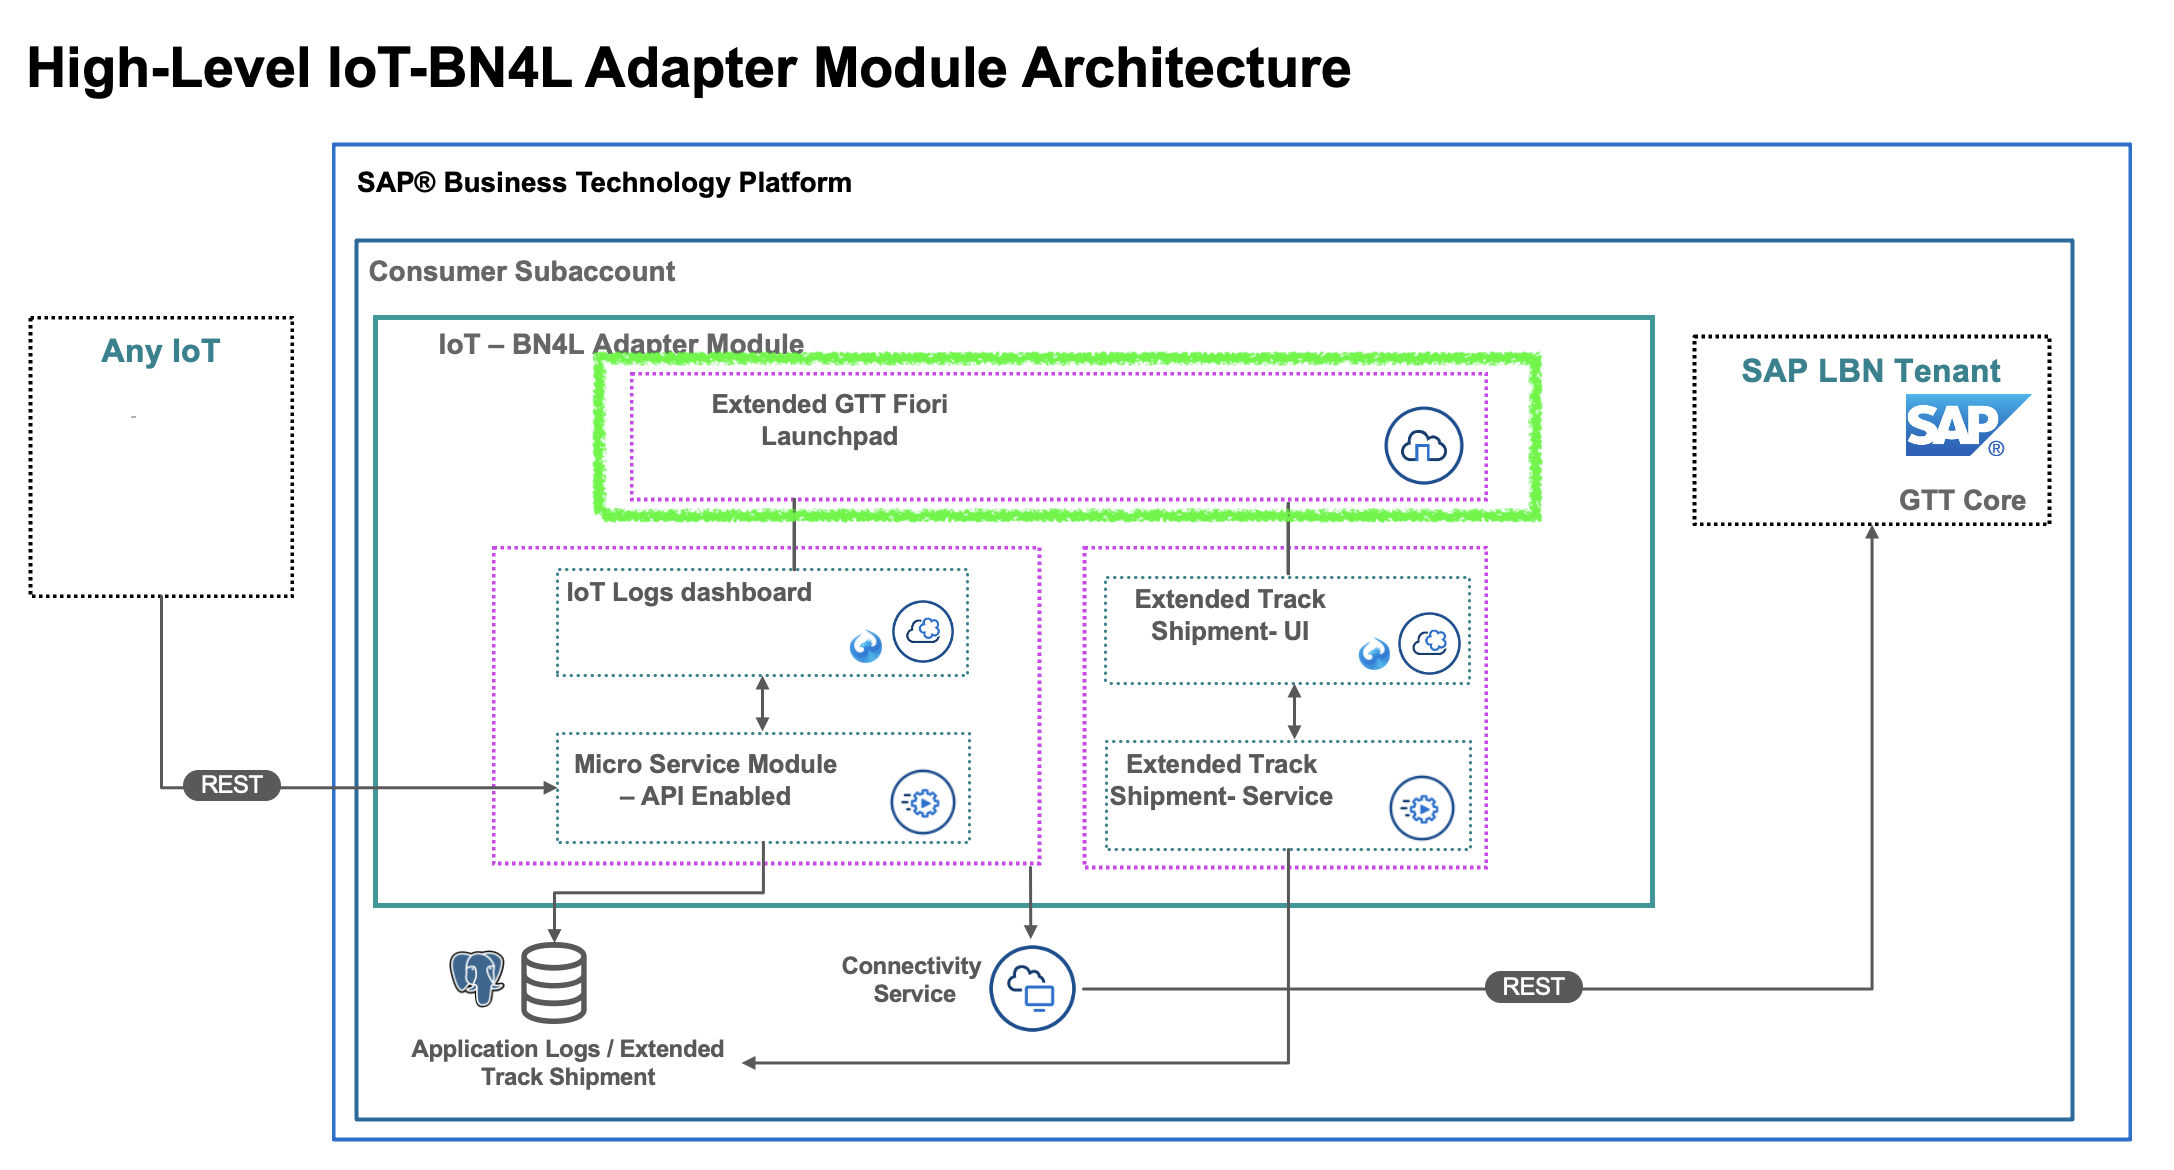 High-Level IoT-BN4L Adapter Module Architecture
SAP® Business Technology Platform
Consumer Subaccount
Any IoT
-
IoT – BN4L Adapter Module
Extended GTT Fiori
Launchpad
SAP LBN Tenant
SAP®
GTT Core
IoT Logs dashboard
Extended Track
Shipment- UI
Micro Service Module
– API Enabled
Extended Track
Shipment- Service
REST
Connectivity
Service
REST
Application Logs / Extended
Track Shipment